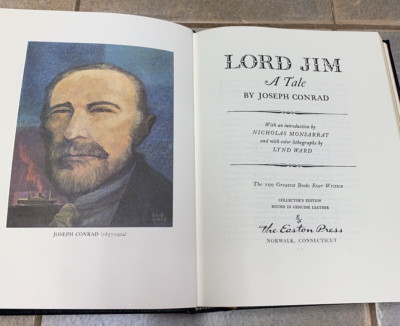 JOSEPH CONRAD (1857-1924)
LORD JIM
A Tale
BY JOSEPH CONRAD
With an introduction by
NICHOLAS MONSARRAT
and with color lithographs by
LYND WARD
The 100 Greatest Books Ever Written
COLLECTOR'S EDITION
BOUND IN GENUINE LEATHER
The Easton Press
NORWALK, CONNECTICUT